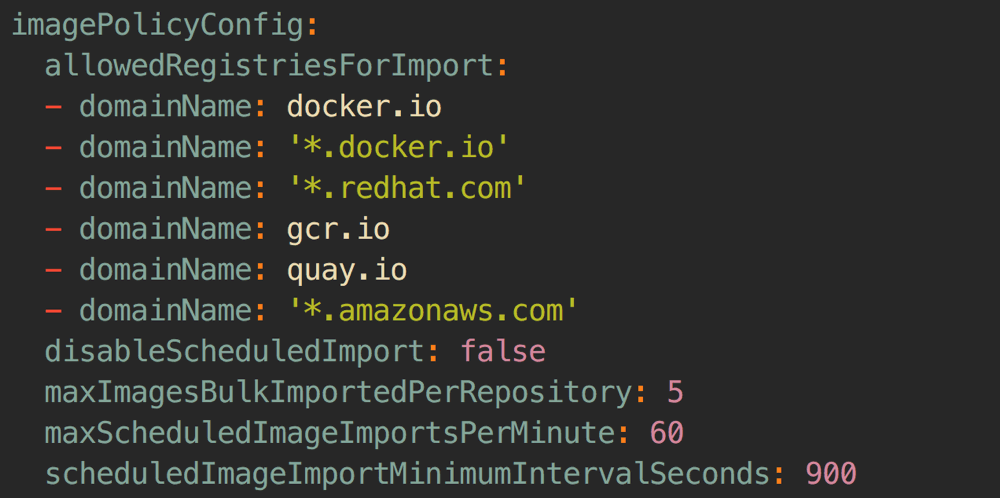 imagePolicyConfig:
  allowedRegistriesForImport:
  - domainName: docker.io
  - domainName: '*.docker.io'
  - domainName: '*.redhat.com'
  - domainName: gcr.io
  - domainName: quay.io
  - domainName: '*.amazonaws.com'
  disableScheduledImport: false
  maxImagesBulkImportedPerRepository: 5
  maxScheduledImageImportsPerMinute: 60
  scheduledImageImportMinimumIntervalSeconds: 900